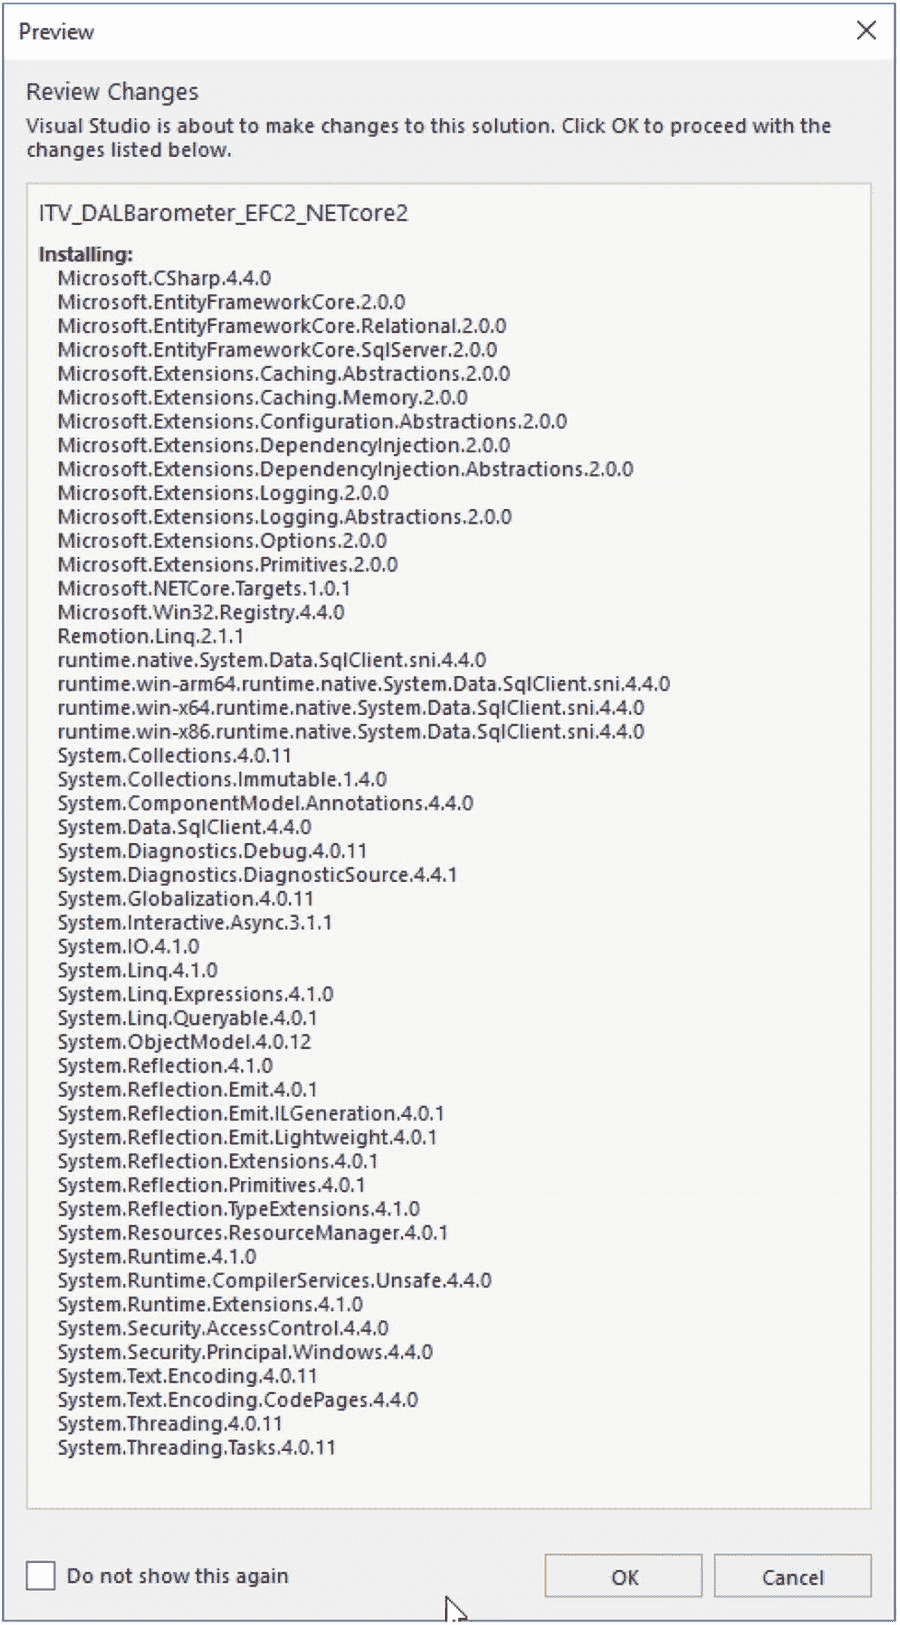 Preview
Review Changes
Visual Studio is about to make changes to this solution. Click OK to proceed with the
changes listed below.
ITV_DALBarometer_EFC2_NETcore2
Installing:
Microsoft.CSharp.4.4.0
Microsoft.EntityFrameworkCore.2.0.0
Microsoft.EntityFrameworkCore.Relational.2.0.0
Microsoft.EntityFrameworkCore.SqlServer.2.0.0
Microsoft.Extensions.Caching.Abstractions.2.0.0
Microsoft.Extensions.Caching.Memory.2.0.0
Microsoft.Extensions.Configuration.Abstractions.2.0.0
Microsoft.Extensions.DependencyInjection.2.0.0
Microsoft.Extensions.DependencyInjection.Abstractions.2.0.0
Microsoft.Extensions.Logging.2.0.0
Microsoft.Extensions.Logging.Abstractions.2.0.0
Microsoft.Extensions.Options.2.0.0
Microsoft.Extensions.Primitives.2.0.0
Microsoft.NETCore.Targets.1.0.1
Microsoft.Win32.Registry.4.4.0
Remotion.Linq.2.1.1
runtime.native.System.Data.SqlClient.sni.4.4.0
runtime.win-arm64.runtime.native.System.Data.SqlClient.sni.4.4.0
runtime.win-x64.runtime.native.System.Data.SqlClient.sni.4.4.0
runtime.win-x86.runtime.native.System.Data.SqlClient.sni.4.4.0
System.Collections.4.0.11
System.Collections.Immutable.1.4.0
System.ComponentModel.Annotations.4.4.0
System.Data.SqlClient.4.4.0
System.Diagnostics.Debug.4.0.11
System.Diagnostics.DiagnosticSource.4.4.1
System.Globalization.4.0.11
System.Interactive.Async.3.1.1
System.IO.4.1.0
System.Linq.4.1.0
System.Linq.Expressions.4.1.0
System.Linq.Queryable.4.0.1
System.ObjectModel.4.0.12
System.Reflection.4.1.0
System.Reflection.Emit.4.0.1
System.Reflection.Emit.ILGeneration.4.0.1
System.Reflection.Emit.Lightweight.4.0.1
System.Reflection.Extensions.4.0.1
System.Reflection.Primitives.4.0.1
System.Reflection.TypeExtensions.4.1.0
System.Resources.ResourceManager.4.0.1
System.Runtime.4.1.0
System.Runtime.CompilerServices.Unsafe.4.4.0
System.Runtime.Extensions.4.1.0
System.Security.AccessControl.4.4.0
System.Security.Principal.Windows.4.4.0
System.Text.Encoding.4.0.11
System.Text.Encoding.CodePages.4.4.0
System.Threading.4.0.11
System.Threading.Tasks.4.0.11
Do not show this again
OK
Cancel